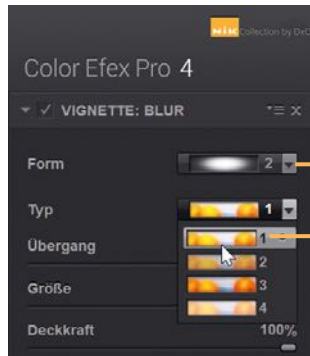 Nik Collection by DxO
Color Efex Pro 4
VIGNETTE: BLUR
Form 2
Typ 1
1
Übergang 2
Größe 3
4
Deckkraft 100%